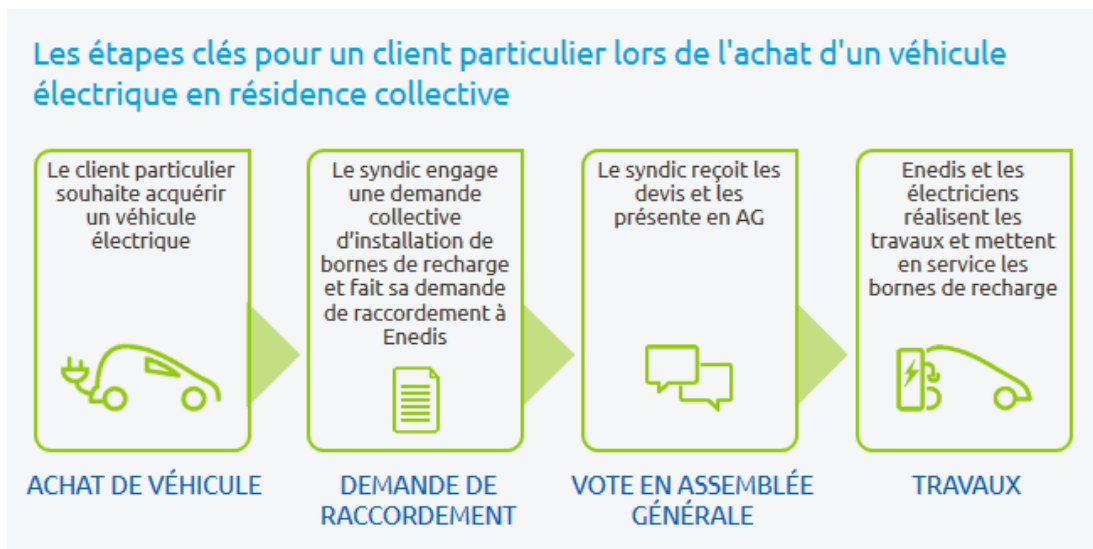 Les étapes clés pour un client particulier lors de l'achat d'un véhicule
électrique en résidence collective
Le client particulier
souhaite acquérir
un véhicule
électrique
ACHAT DE VÉHICULE
Le syndic engage
une demande
collective
d'installation de
bornes de recharge
et fait sa demande
de raccordement à
Enedis
DEMANDE DE
RACCORDEMENT
Le syndic reçoit les
devis et les
présente en AG
VOTE EN ASSEMBLÉE
GÉNÉRALE
Enedis et les
électriciens
réalisent les
travaux et mettent
en service les
bornes de recharge
TRAVAUX